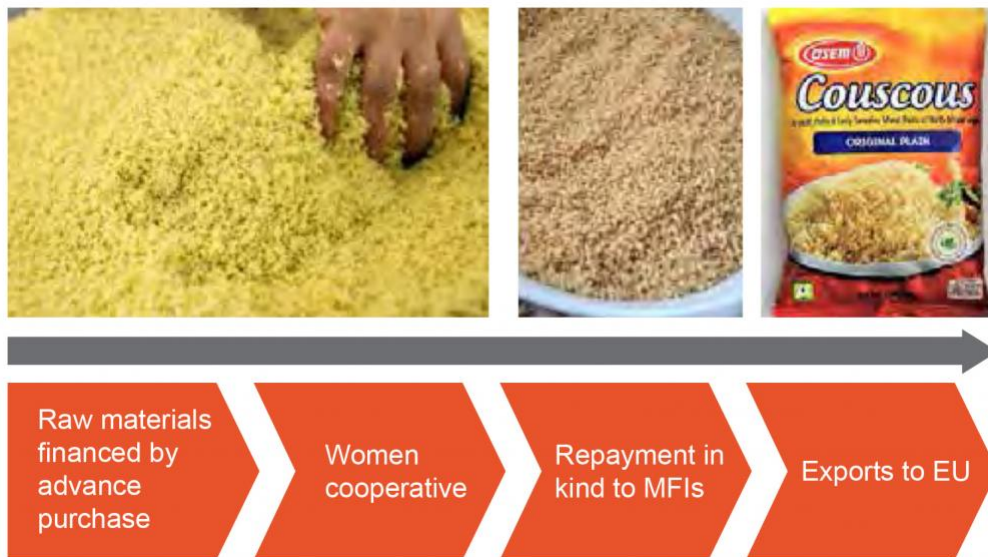 OSEM
Couscous
ORIGINAL PLAIN
Raw materials
financed by
advance
purchase
Women
cooperative
Repayment in
kind to MFIs
Exports to EU